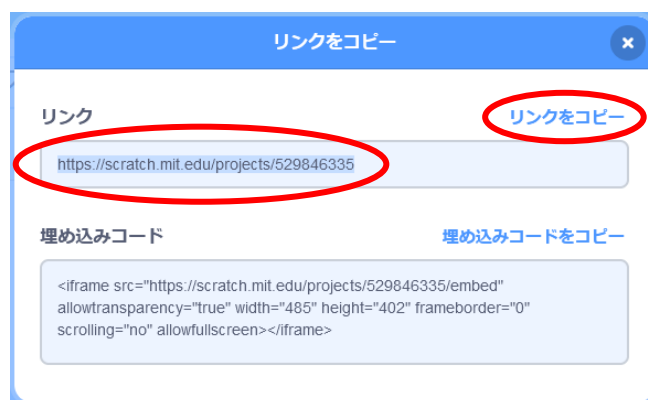 リンクをコピー
リンク
リンクをコピー
https://scratch.mit.edu/projects/529846335
埋め込みコード
埋め込みコードをコピー
<iframe src="https://scratch.mit.edu/projects/529846335/embed"
allowtransparency="true" width="485" height="402" frameborder="0"
scrolling="no" allowfullscreen></iframe>